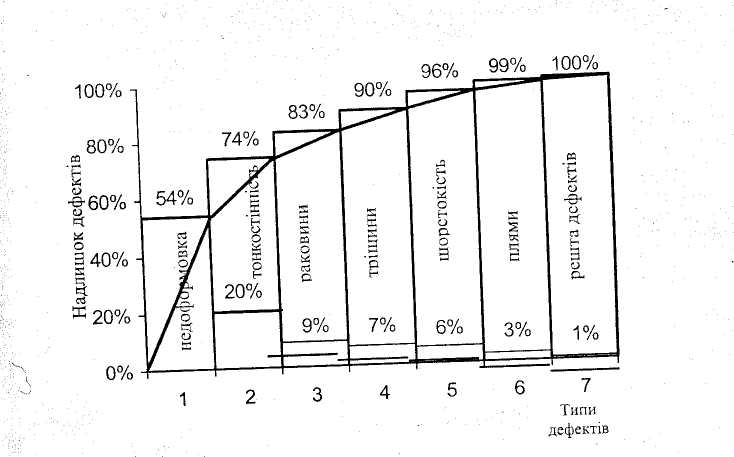 100%
99%
96%
90%
83%
74%
54%
100%
80%
60%
40%
20%
0%
Надлишок дефектів
недоформовка
тонкостінність
раковини
тріщини
шорстокість
плями
решта дефектів
20%
9%
7%
6%
3%
1%
1
2
3
4
5
6
7
Типи
дефектів